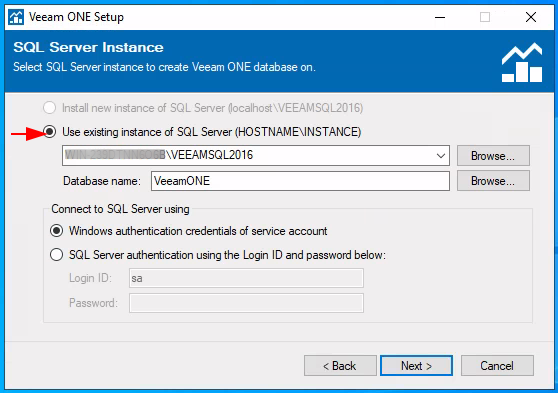 Veeam ONE Setup
SQL Server Instance
Select SQL Server instance to create Veeam ONE database on.
Install new instance of SQL Server (localhost\VEEAMSQL2016)
Use existing instance of SQL Server (HOSTNAME\INSTANCE)
\VEEAMSQL2016
Browse...
Database name:
VeeamONE
Browse...
Connect to SQL Server using
Windows authentication credentials of service account
SQL Server authentication using the Login ID and password below:
Login ID:
sa
Password:
< Back
Next >
Cancel